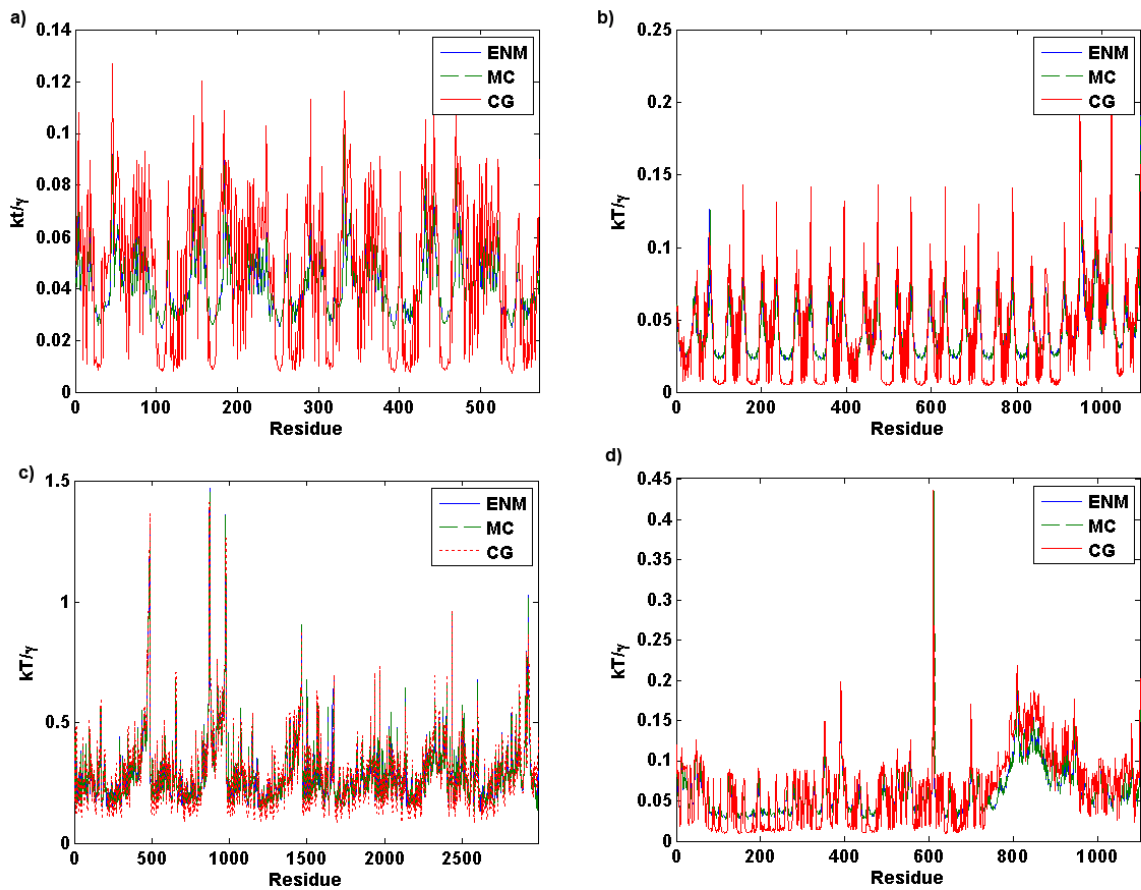 a)
0.14
0.12
0.1
0.08
0.06
0.04
0.02
0
kt/γ
0
100
200
300
400
500
Residue
ENM
MC
CG
b)
0.25
0.2
0.15
0.1
0.05
0
kT/γ
0
200
400
600
800
1000
Residue
ENM
MC
CG
c)
1.5
1
0.5
0
kT/γ
0
500
1000
1500
2000
2500
Residue
ENM
MC
CG
d)
0.45
0.4
0.35
0.3
0.25
0.2
0.15
0.1
0.05
0
kT/γ
0
200
400
600
800
1000
Residue
ENM
MC
CG